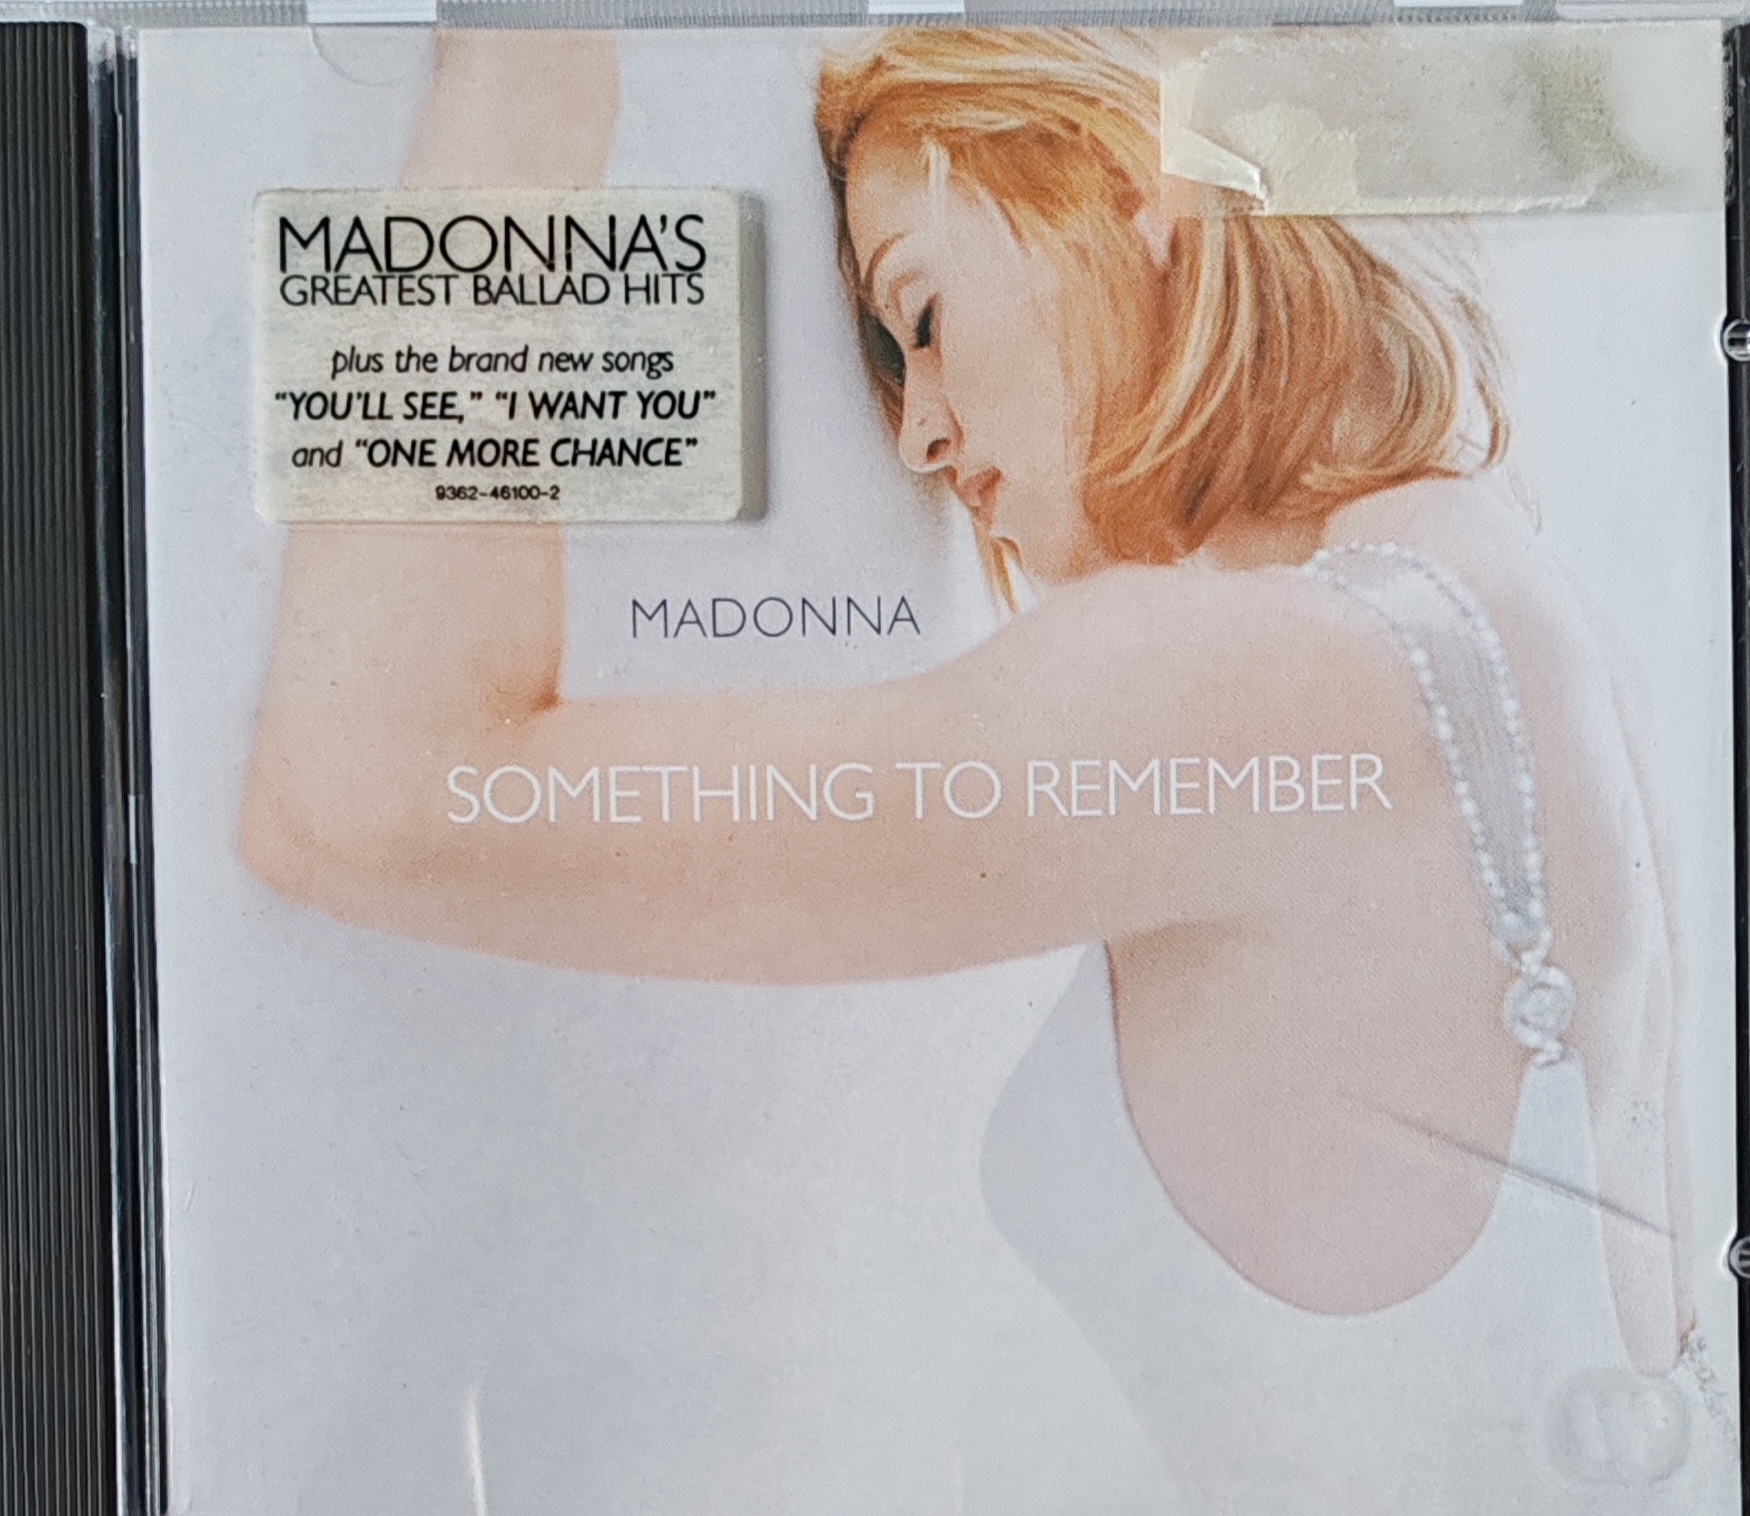 MADONNA'S
GREATEST BALLAD HITS
plus the brand new songs
“YOU'LL SEE,” “I WANT YOU”
and “ONE MORE CHANCE”
9362-46100-2
MADONNA
SOMETHING TO REMEMBER